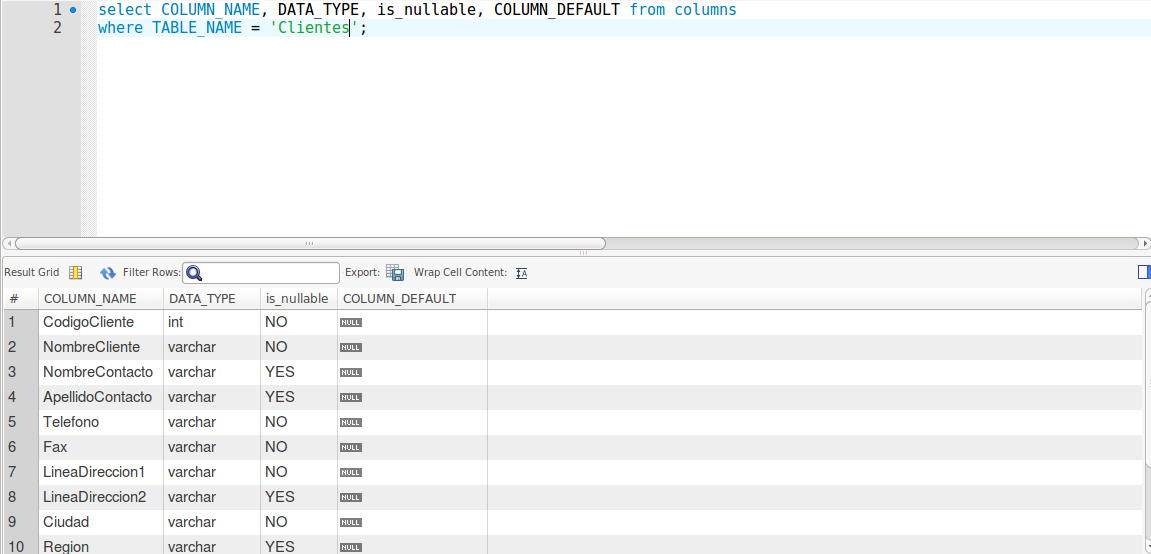 1 select COLUMN_NAME, DATA_TYPE, is_nullable, COLUMN_DEFAULT from columns
2 where TABLE_NAME = 'Clientes';
Result Grid Filter Rows: Export: Wrap Cell Content: IA
# COLUMN_NAME DATA_TYPE is_nullable COLUMN_DEFAULT
1 CodigoCliente int NO NULL
2 NombreCliente varchar NO NULL
3 NombreContacto varchar YES NULL
4 ApellidoContacto varchar YES NULL
5 Telefono varchar NO NULL
6 Fax varchar NO NULL
7 LineaDireccion1 varchar NO NULL
8 LineaDireccion2 varchar YES NULL
9 Ciudad varchar NO NULL
10 Region varchar YES NULL